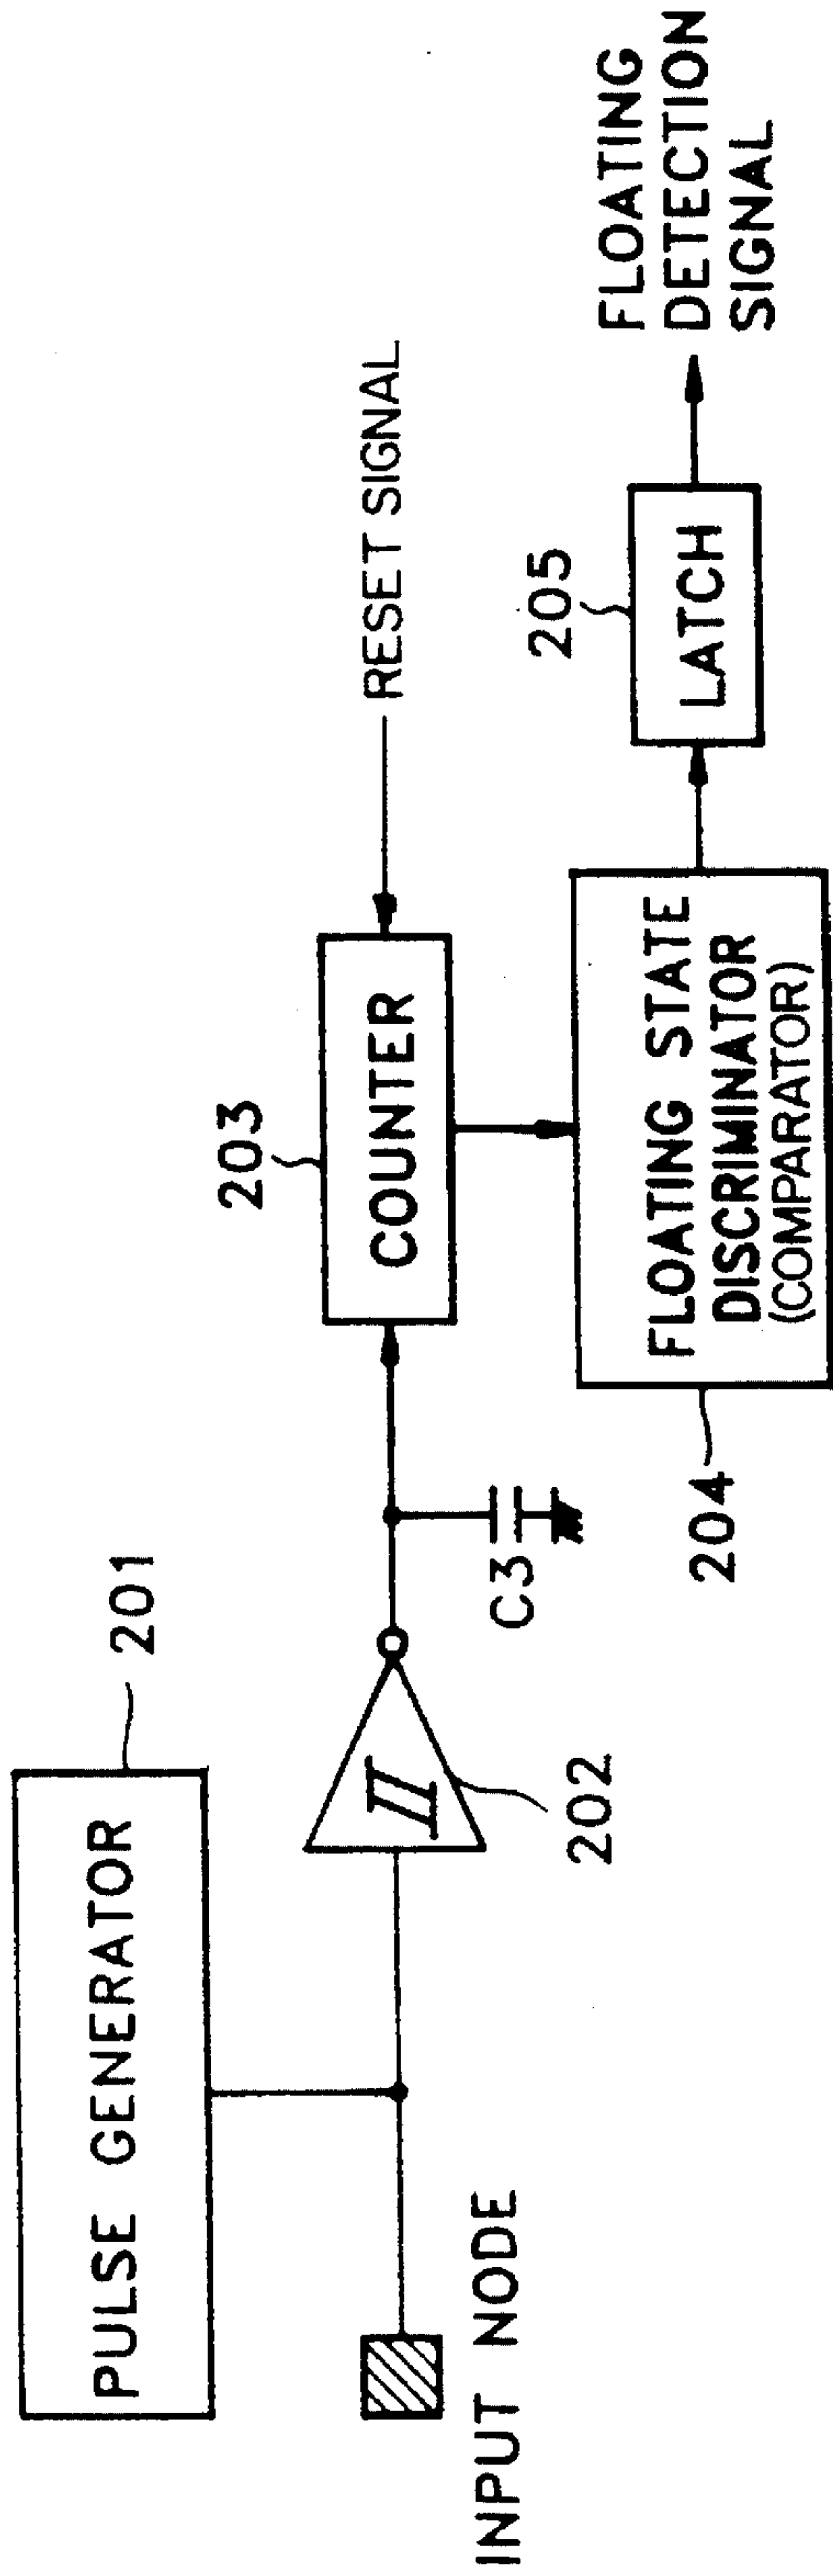 PULSE GENERATOR
201
INPUT NODE
II
202
C3
203
COUNTER
RESET SIGNAL
204
FLOATING STATE
DISCRIMINATOR
(COMPARATOR)
205
LATCH
FLOATING
DETECTION
SIGNAL